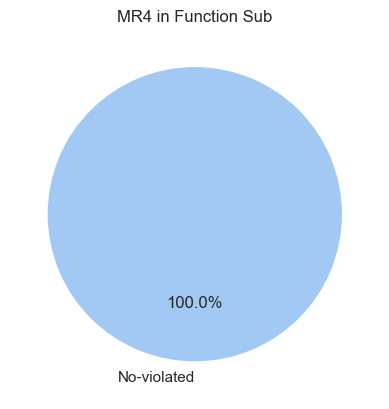 MR4 in Function Sub
100.0%
No-violated